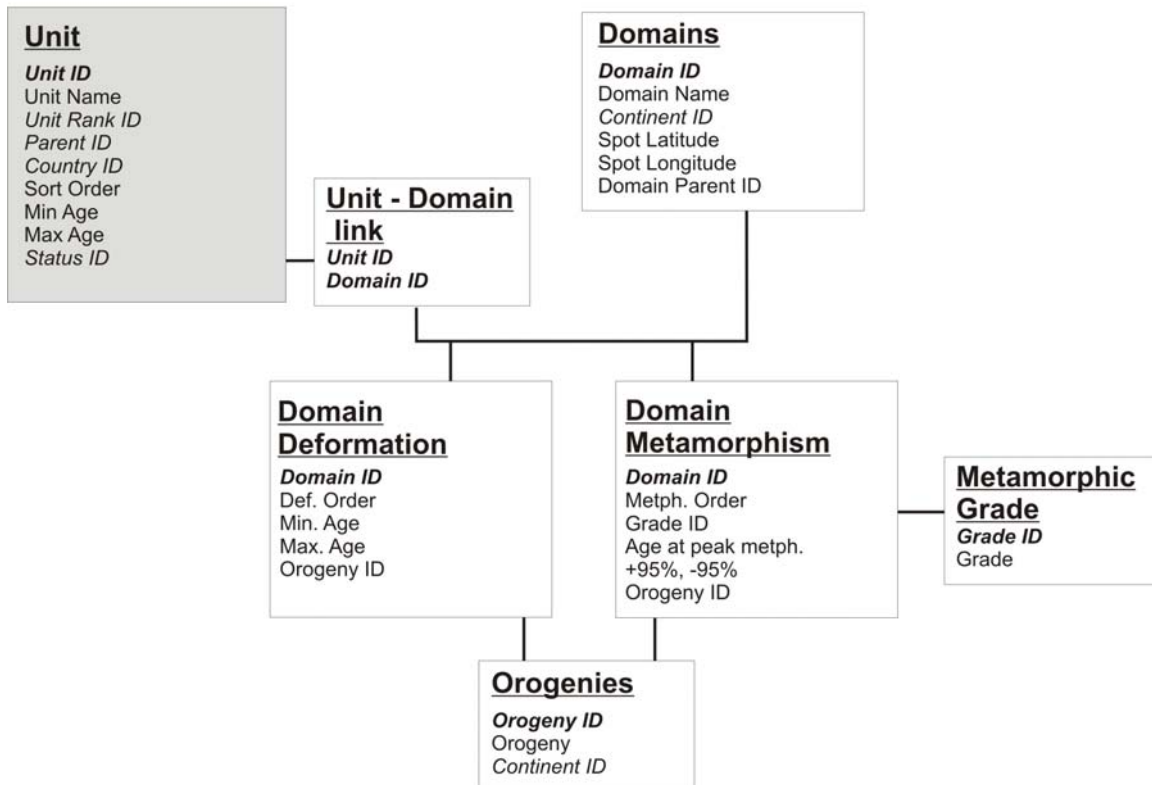 Unit
Unit ID
Unit Name
Unit Rank ID
Parent ID
Country ID
Sort Order
Min Age
Max Age
Status ID
Unit - Domain
link
Unit ID
Domain ID
Domains
Domain ID
Domain Name
Continent ID
Spot Latitude
Spot Longitude
Domain Parent ID
Domain
Deformation
Domain ID
Def. Order
Min. Age
Max. Age
Orogeny ID
Domain
Metamorphism
Domain ID
Metph. Order
Grade ID
Age at peak metph.
+95%, -95%
Orogeny ID
Metamorphic
Grade
Grade ID
Grade
Orogenies
Orogeny ID
Orogeny
Continent ID